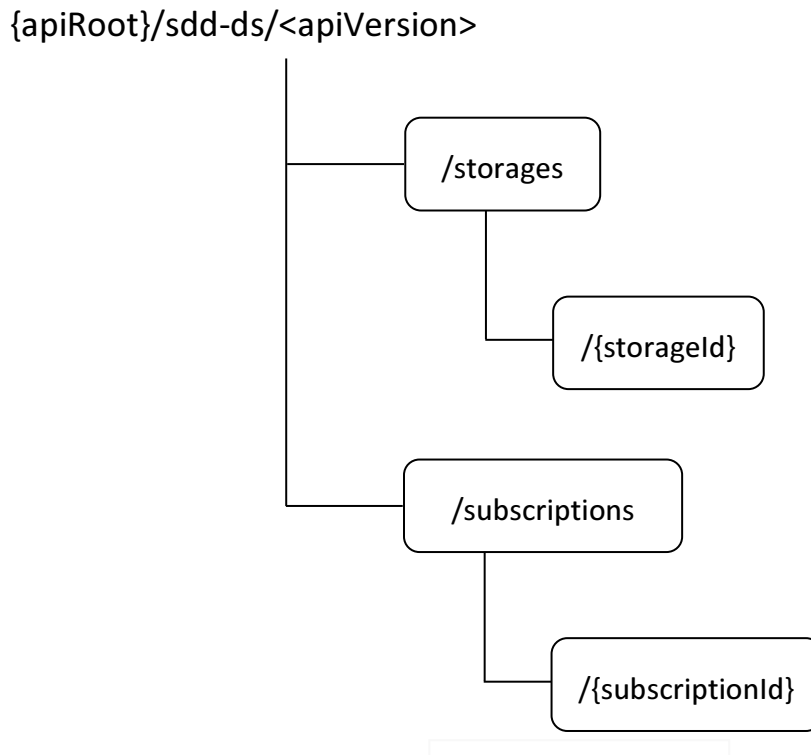 {apiRoot}/sdd-ds/<apiVersion>
/storages
/{storageId}
/subscriptions
/{subscriptionId}